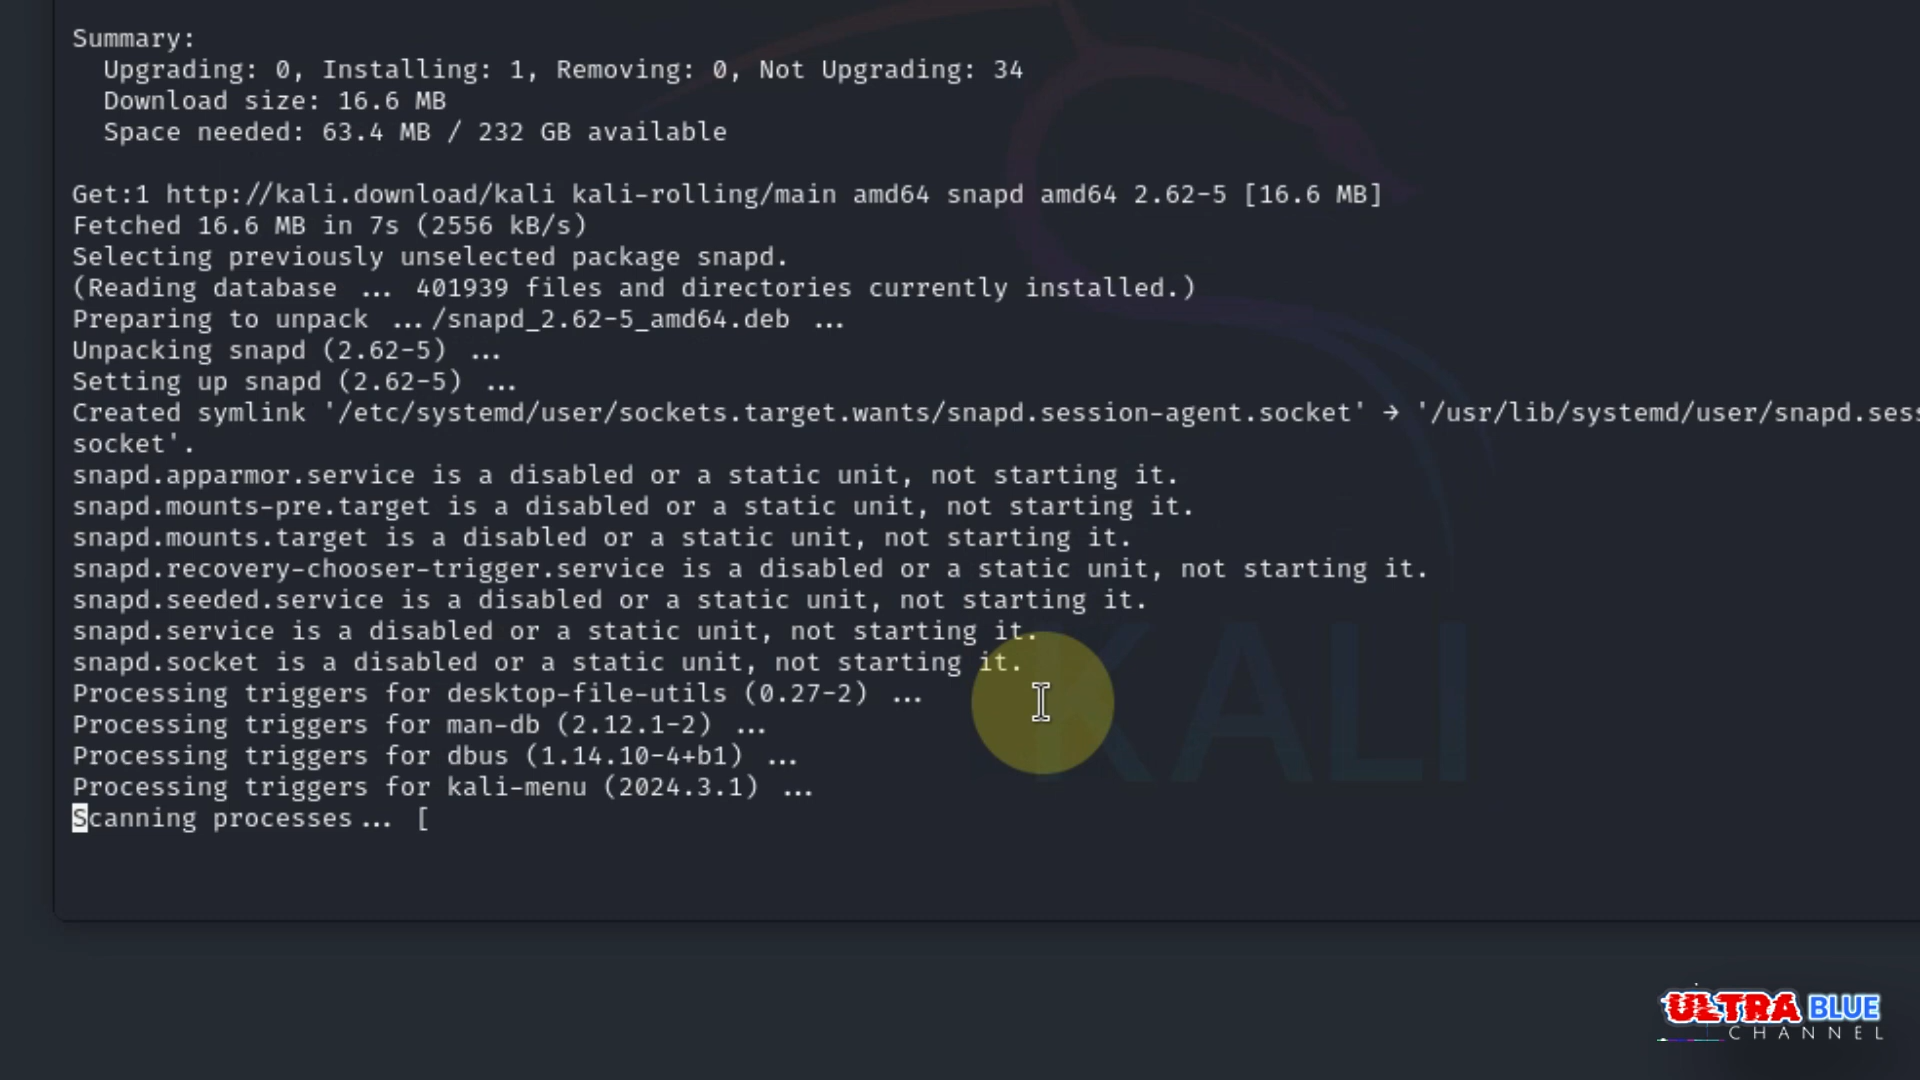 Summary:
  Upgrading: 0, Installing: 1, Removing: 0, Not Upgrading: 34
  Download size: 16.6 MB
  Space needed: 63.4 MB / 232 GB available

Get:1 http://kali.download/kali kali-rolling/main amd64 snapd amd64 2.62-5 [16.6 MB]
Fetched 16.6 MB in 7s (2556 kB/s)
Selecting previously unselected package snapd.
(Reading database ... 401939 files and directories currently installed.)
Preparing to unpack .../snapd_2.62-5_amd64.deb ...
Unpacking snapd (2.62-5) ...
Setting up snapd (2.62-5) ...
Created symlink '/etc/systemd/user/sockets.target.wants/snapd.session-agent.socket' → '/usr/lib/systemd/user/snapd.sess
socket'.
snapd.apparmor.service is a disabled or a static unit, not starting it.
snapd.mounts-pre.target is a disabled or a static unit, not starting it.
snapd.mounts.target is a disabled or a static unit, not starting it.
snapd.recovery-chooser-trigger.service is a disabled or a static unit, not starting it.
snapd.seeded.service is a disabled or a static unit, not starting it.
snapd.service is a disabled or a static unit, not starting it.
snapd.socket is a disabled or a static unit, not starting it.
Processing triggers for desktop-file-utils (0.27-2) ...
Processing triggers for man-db (2.12.1-2) ...
Processing triggers for dbus (1.14.10-4+b1) ...
Processing triggers for kali-menu (2024.3.1) ...
Scanning processes... [
KALI
ULTRA BLUE
CHANNEL